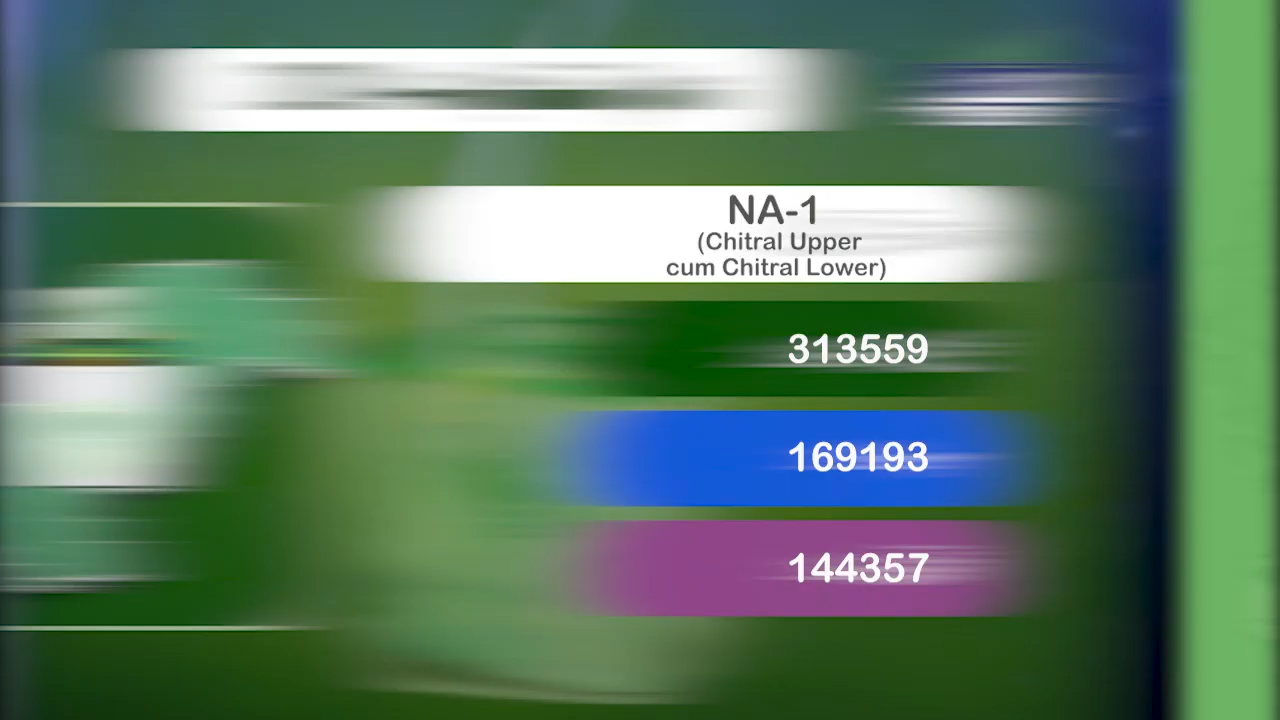 NA-1
(Chitral Upper
cum Chitral Lower)
313559
169193
144357